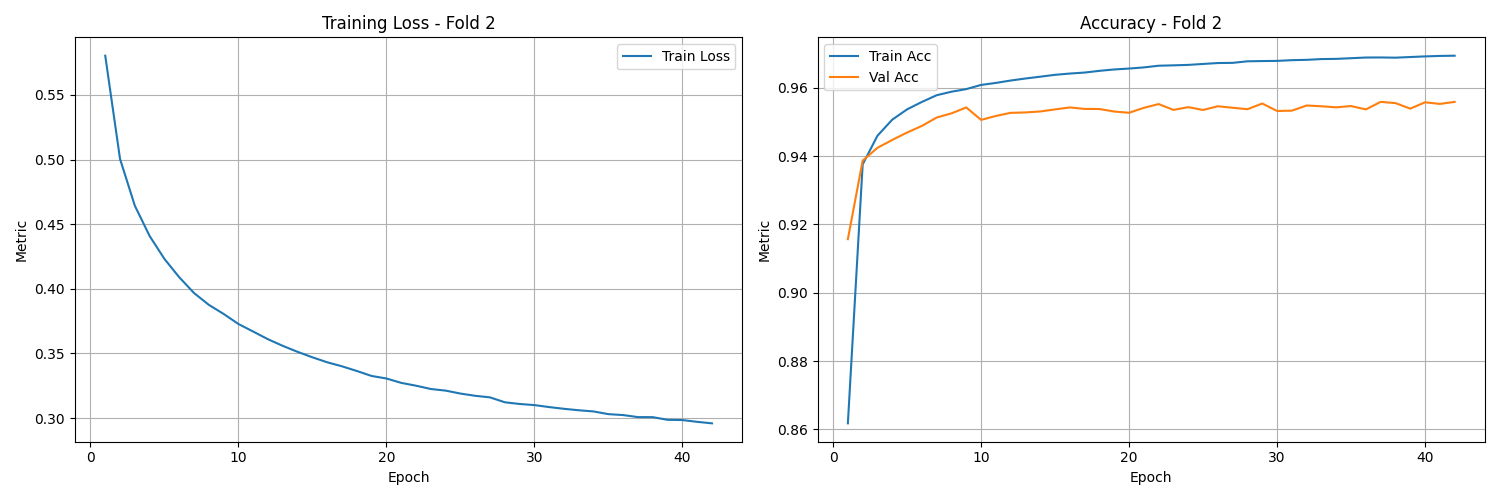 Training Loss - Fold 2
Train Loss
Metric
0.55
0.50
0.45
0.40
0.35
0.30
0 10 20 30 40
Epoch
Accuracy - Fold 2
Train Acc
Val Acc
Metric
0.96
0.94
0.92
0.90
0.88
0.86
0 10 20 30 40
Epoch